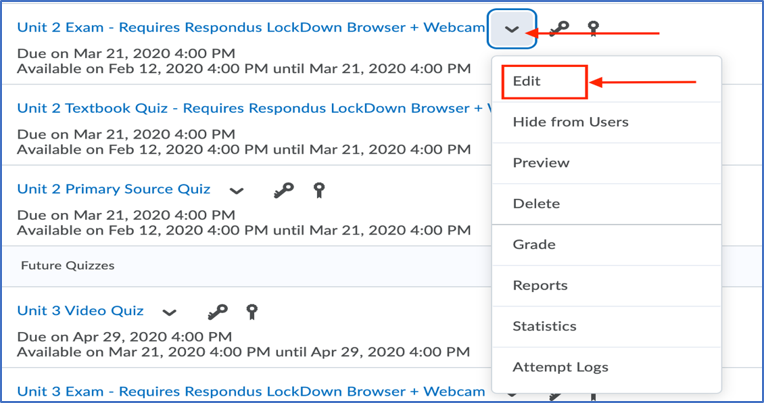 Unit 2 Exam - Requires Respondus LockDown Browser + Webcam
Due on Mar 21, 2020 4:00 PM
Available on Feb 12, 2020 4:00 PM until Mar 21, 2020 4:00 PM
Unit 2 Textbook Quiz - Requires Respondus LockDown Browser +
Due on Mar 21, 2020 4:00 PM
Available on Feb 12, 2020 4:00 PM until Mar 21, 2020 4:00 PM
Unit 2 Primary Source Quiz
Due on Mar 21, 2020 4:00 PM
Available on Feb 12, 2020 4:00 PM until Mar 21, 2020 4:00 PM
Future Quizzes
Unit 3 Video Quiz
Due on Apr 29, 2020 4:00 PM
Available on Mar 21, 2020 4:00 PM until Apr 29, 2020 4:00 PM
Unit 3 Exam - Requires Respondus LockDown Browser + Webcam
Edit
Hide from Users
Preview
Delete
Grade
Reports
Statistics
Attempt Logs